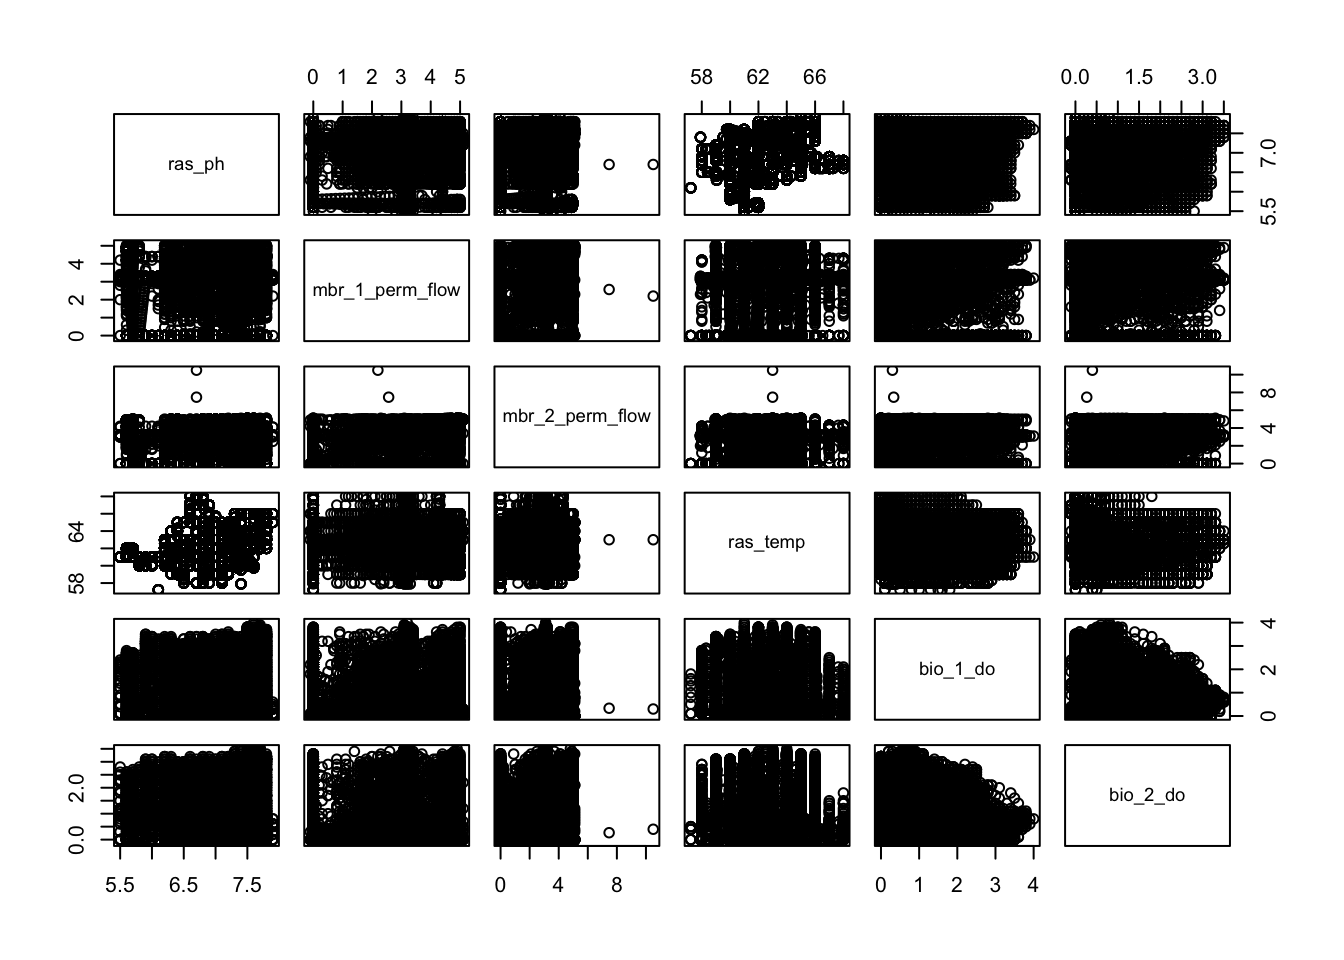 0 1 2 3 4 5 58 62 66 0.0 1.5 3.0
ras_ph 5.5 7.0
0 2 4 mbr_1_perm_flow
mbr_2_perm_flow 0 4 8
58 64 ras_temp
bio_1_do 0 2 4
0.0 2.0 bio_2_do
5.5 6.5 7.5 0 4 8 0 1 2 3 4